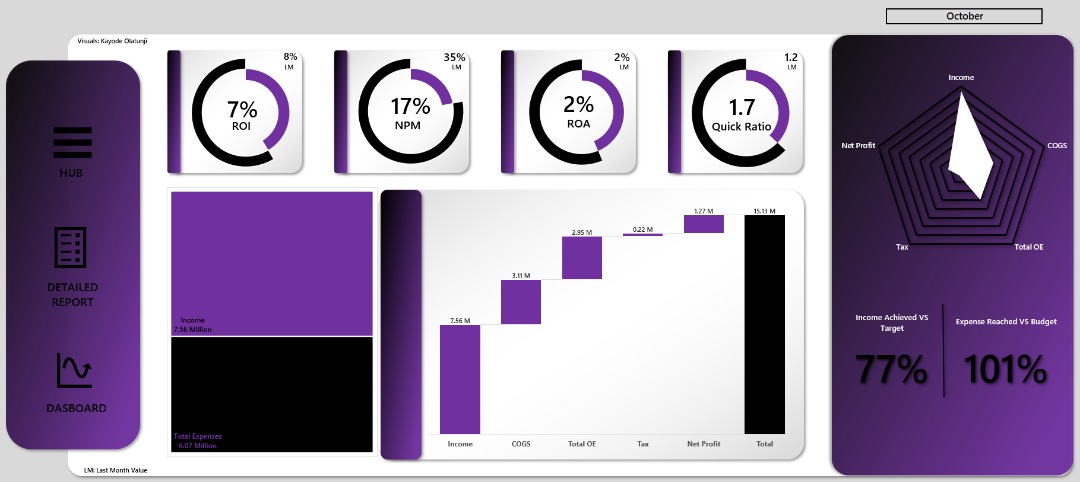 October
Visuals: Kayode Olatunji
HUB
DETAILED
REPORT
DASBOARD
8%
LM
7%
ROI
35%
LM
17%
NPM
2%
LM
2%
ROA
1.2
LM
1.7
Quick Ratio
Income
7.56 Million
Total Expenses
6.07 Million
7.56 M
3.11 M
2.95 M
0.22 M
1.27 M
15.13 M
Income
COGS
Total OE
Tax
Net Profit
Total
LM: Last Month Value
Income
COGS
Total OE
Tax
Net Profit
Income Achieved VS
Target
77%
Expense Reached VS Budget
101%